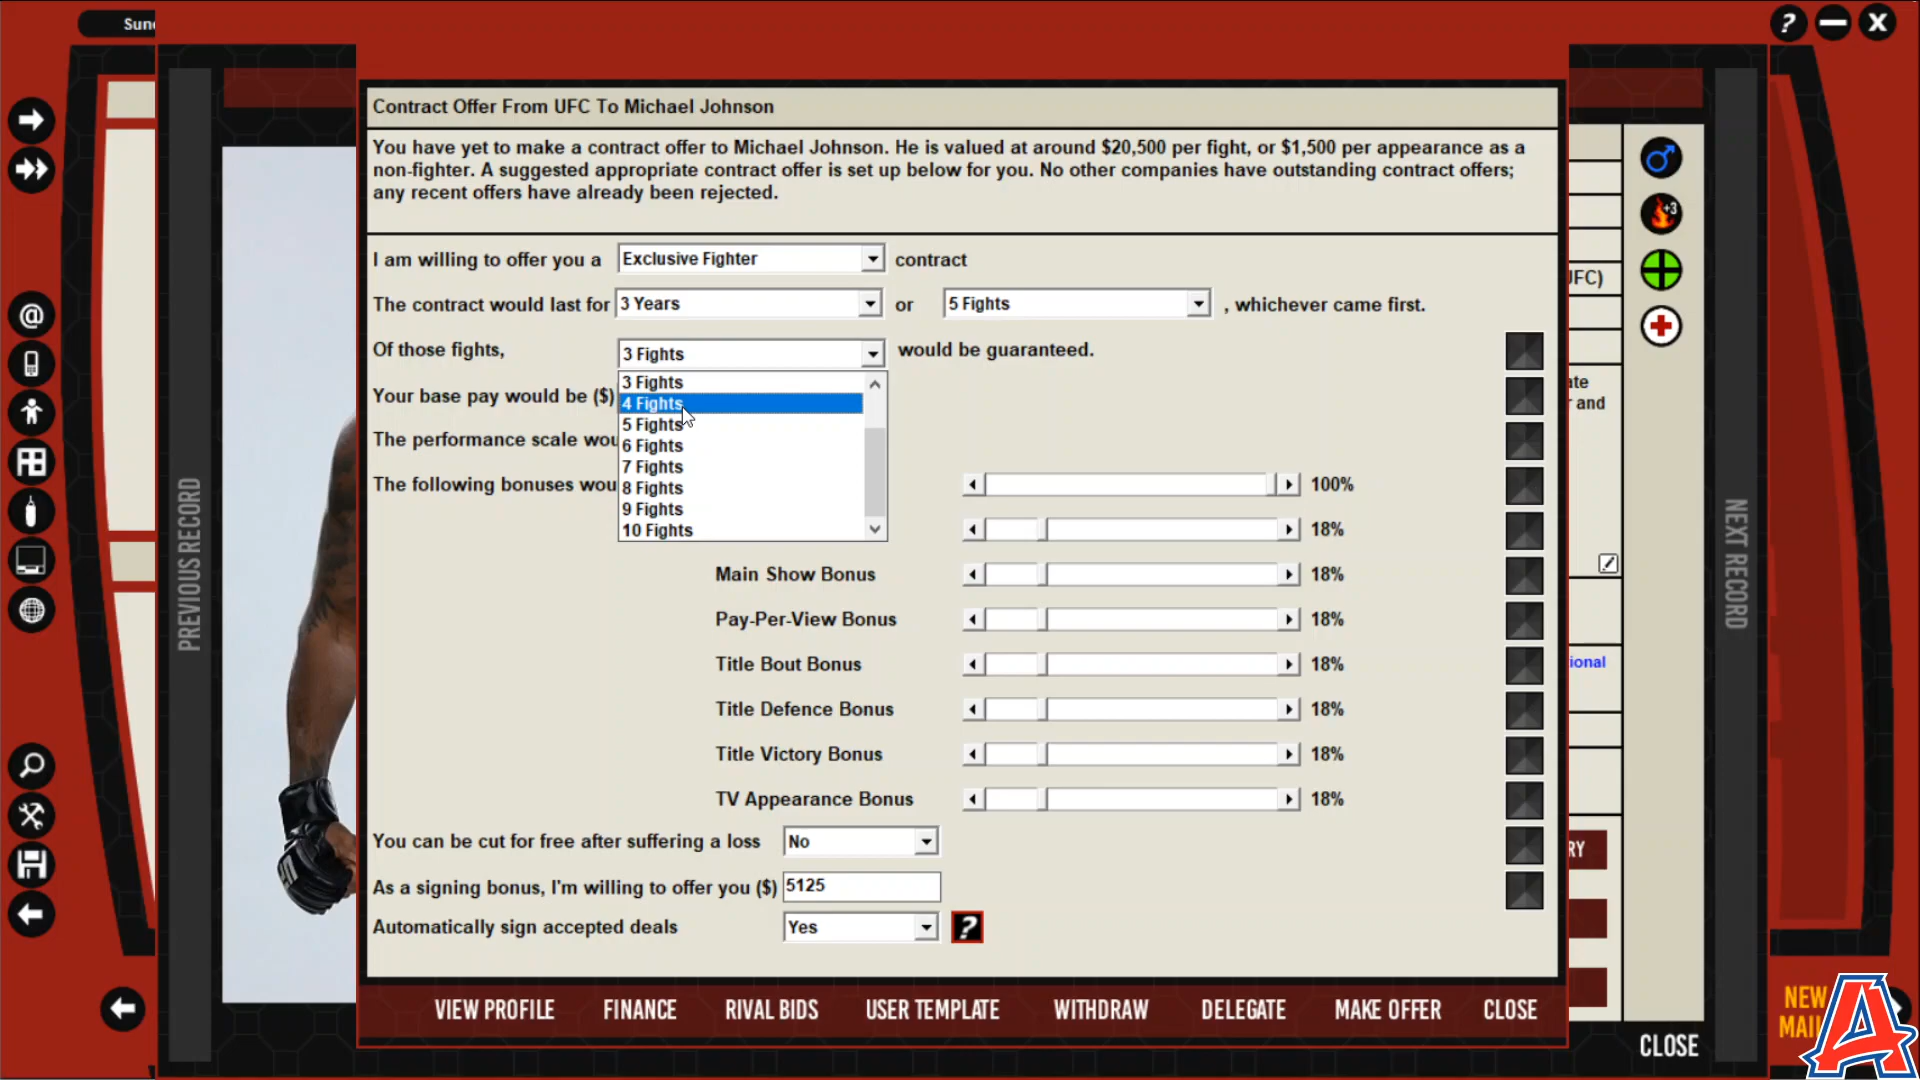 Sun
Contract Offer From UFC To Michael Johnson
You have yet to make a contract offer to Michael Johnson. He is valued at around $20,500 per fight, or $1,500 per appearance as a
non-fighter. A suggested appropriate contract offer is set up below for you. No other companies have outstanding contract offers;
any recent offers have already been rejected.
I am willing to offer you a Exclusive Fighter contract
The contract would last for 3 Years or 5 Fights , whichever came first.
Of those fights, 3 Fights would be guaranteed.
3 Fights
4 Fights
5 Fights
6 Fights
7 Fights
8 Fights
9 Fights
10 Fights
Your base pay would be ($)
The performance scale wou
The following bonuses wou
100%
18%
Main Show Bonus 18%
Pay-Per-View Bonus 18%
Title Bout Bonus 18%
Title Defence Bonus 18%
Title Victory Bonus 18%
TV Appearance Bonus 18%
You can be cut for free after suffering a loss No
As a signing bonus, I'm willing to offer you ($) 5125
Automatically sign accepted deals Yes ?
VIEW PROFILE FINANCE RIVAL BIDS USER TEMPLATE WITHDRAW DELEGATE MAKE OFFER CLOSE
PREVIOUS RECORD
NEXT RECORD
? X
@
+3
UFC)
ate
r and
ional
RY
NEW
MAIL
CLOSE
A